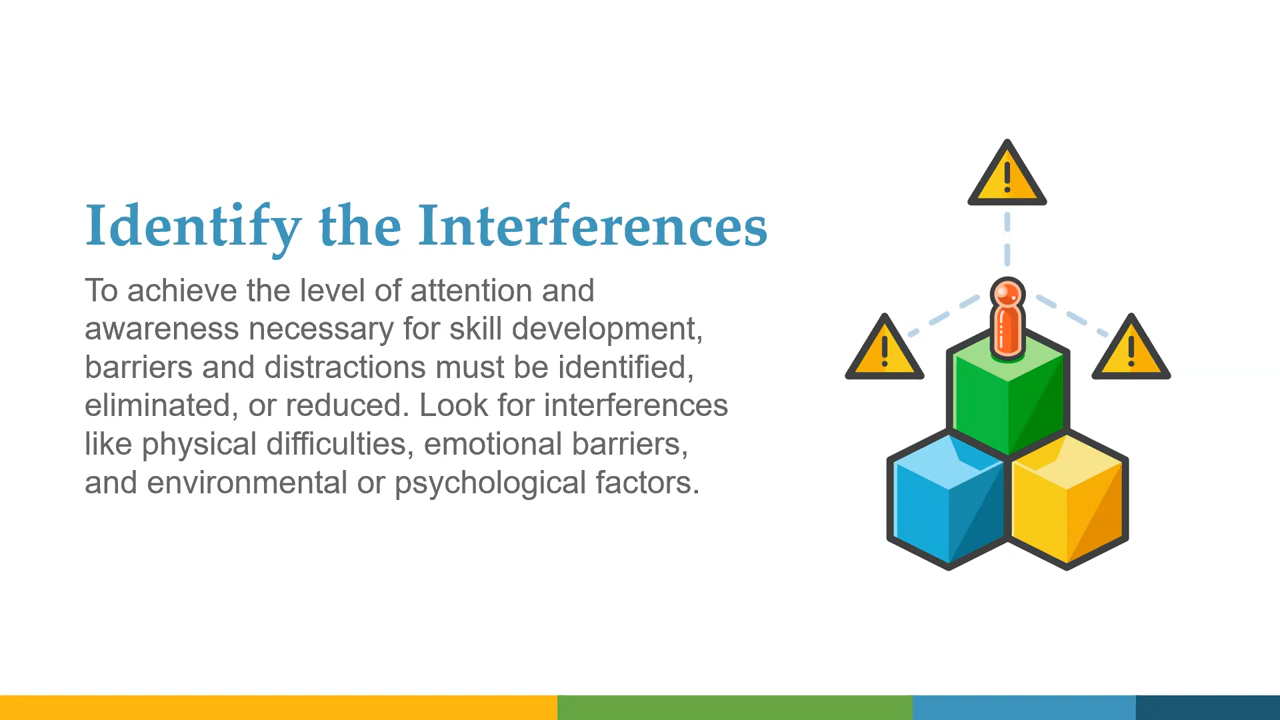 Identify the Interferences
To achieve the level of attention and
awareness necessary for skill development,
barriers and distractions must be identified,
eliminated, or reduced. Look for interferences
like physical difficulties, emotional barriers,
and environmental or psychological factors.